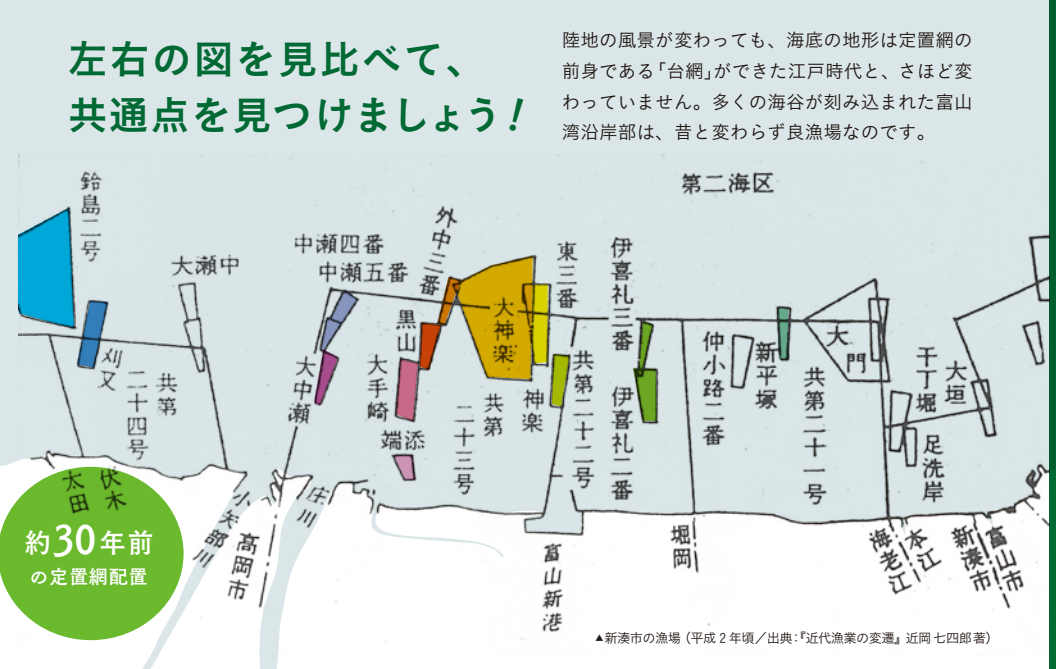 左右の図を見比べて、
共通点を見つけましょう!
陸地の風景が変わっても、海底の地形は定置網の
前身である「台網」ができた江戸時代と、さほど変
わっていません。多くの海谷が刻み込まれた富山
湾沿岸部は、昔と変わらず良漁場なのです。
第二海区
鈴島二号
大瀬中
中瀬四番
中瀬五番
外中三番
東三番
伊喜礼三番
刈又
共第
二十四号
大中瀬
黒山
大手崎
端添
大神楽
神楽
共第
二十三号
共第二十二号
伊喜礼二番
仲小路二番
新平塚
大門
共第二十一号
干丁堀
大垣
足洗岸
太田
伏木
小矢部川
高岡市
庄川
富山新港
堀岡
海老江
本江
新湊市
富山市
約30年前
の定置網配置
▲新湊市の漁場(平成2年頃/出典:『近代漁業の変遷』近岡七四郎著)